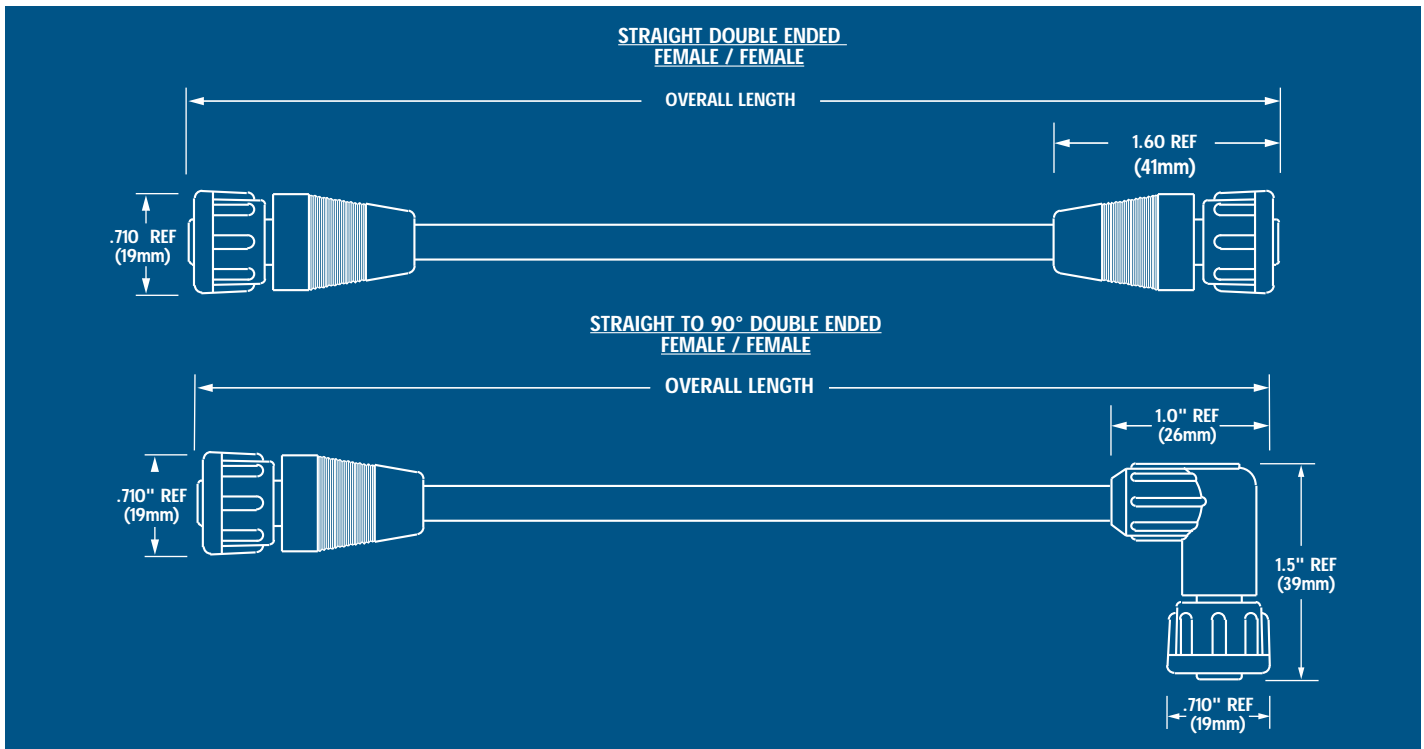 STRAIGHT DOUBLE ENDED
FEMALE / FEMALE
OVERALL LENGTH
1.60 REF
(41mm)
.710 REF
(19mm)
STRAIGHT TO 90° DOUBLE ENDED
FEMALE / FEMALE
OVERALL LENGTH
1.0" REF
(26mm)
.710" REF
(19mm)
1.5" REF
(39mm)
.710" REF
(19mm)